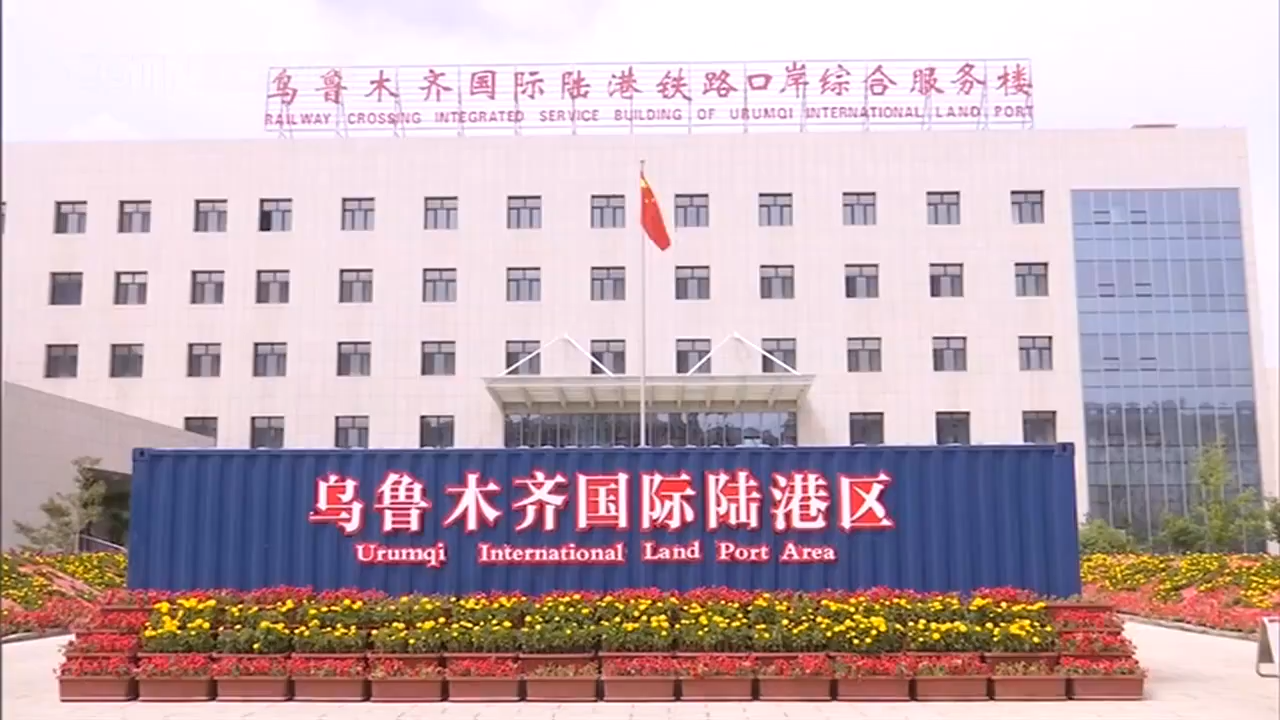 乌鲁木齐国际陆港铁路口岸综合服务楼
RAILWAY CROSSING INTEGRATED SERVICE BUILDING OF URUMQI INTERNATIONAL LAND PORT
乌鲁木齐国际陆港区
Urumqi International Land Port Area